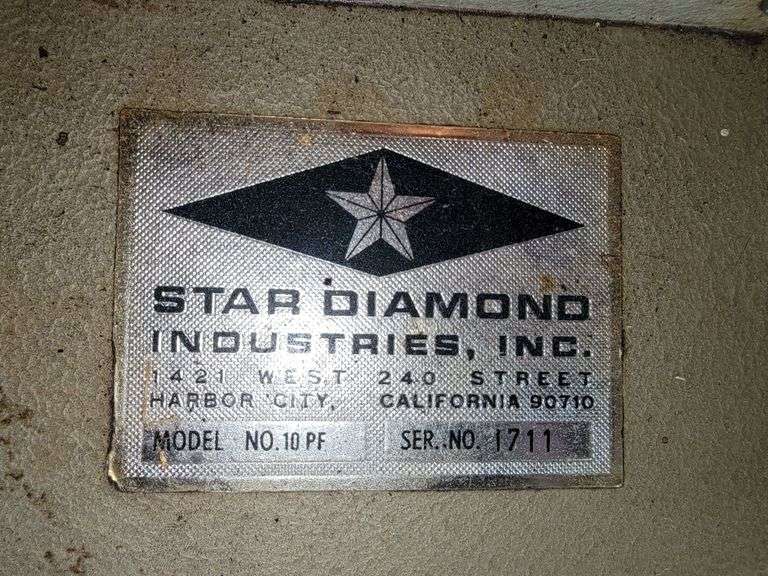 STAR DIAMOND
INDUSTRIES, INC.
1421 WEST 240 STREET
HARBOR CITY, CALIFORNIA 90710
MODEL NO. 10 PF SER. NO. 1711